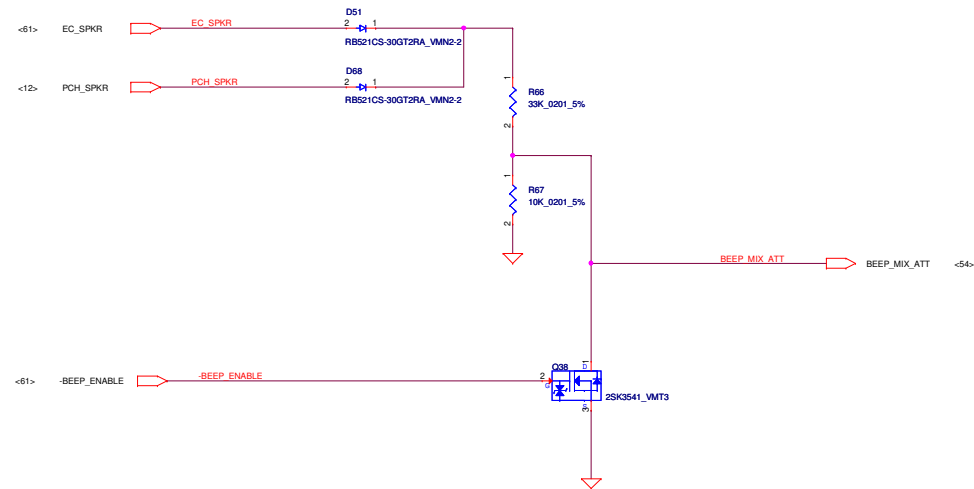 D51
<61> EC_SPKR EC_SPKR 2 1
RB521CS-30GT2RA_VMN2-2
D68
<12> PCH_SPKR PCH_SPKR 2 1
RB521CS-30GT2RA_VMN2-2
1
R66
33K_0201_5%
2
1
R67
10K_0201_5%
2
BEEP_MIX_ATT BEEP_MIX_ATT <54>
1
Q38 D
<61> -BEEP_ENABLE -BEEP_ENABLE 2
G
2SK3541_VMT3
S
3